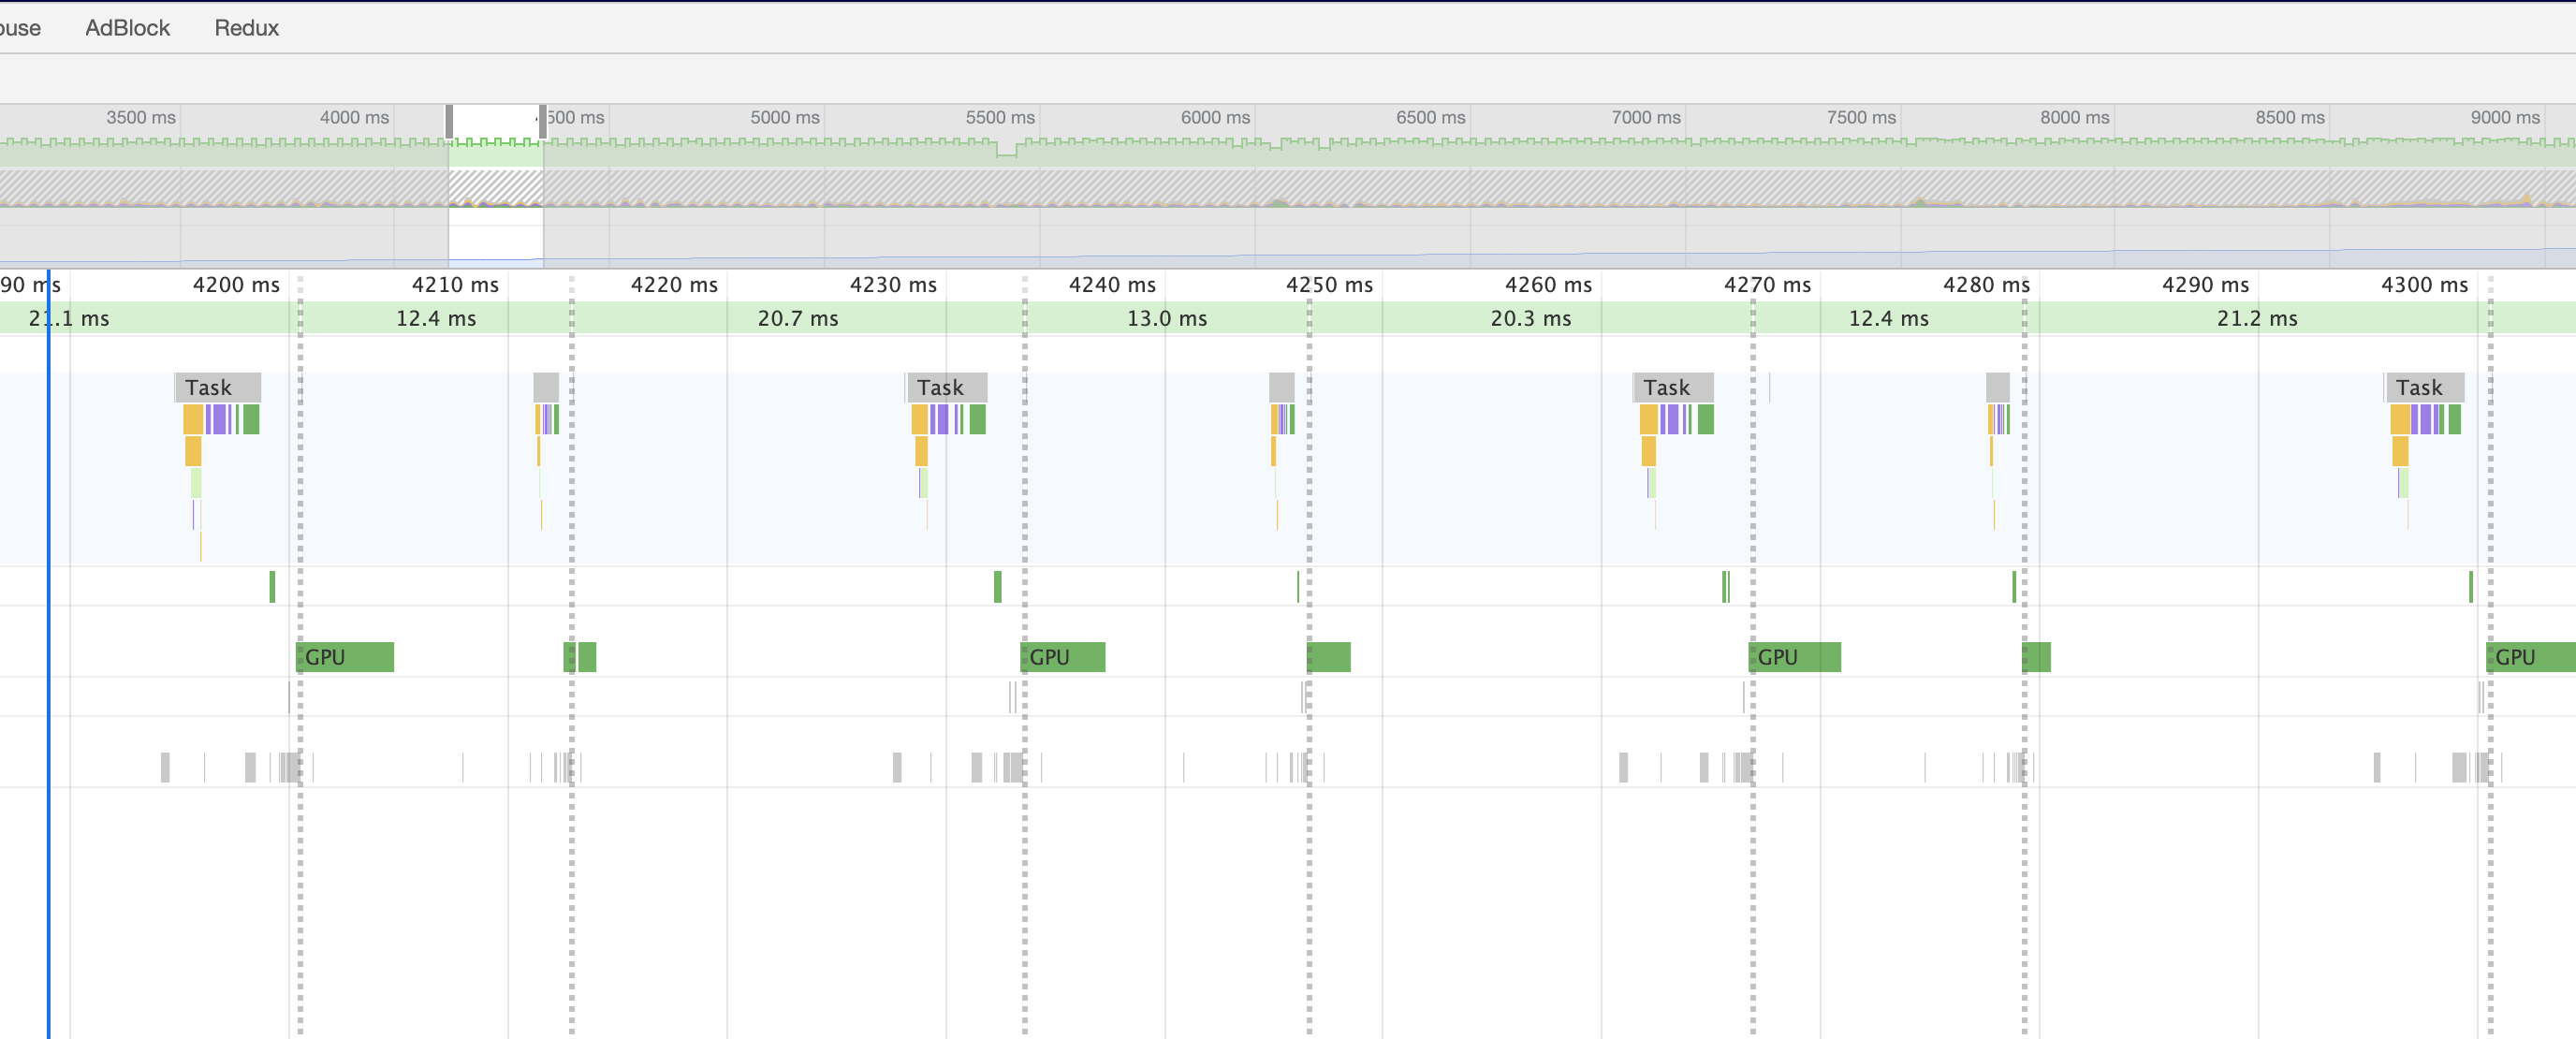 ouse AdBlock Redux
3500 ms 4000 ms 500 ms 5000 ms 5500 ms 6000 ms 6500 ms 7000 ms 7500 ms 8000 ms 8500 ms 9000 ms
90 ms 4200 ms 4210 ms 4220 ms 4230 ms 4240 ms 4250 ms 4260 ms 4270 ms 4280 ms 4290 ms 4300 ms
21.1 ms 12.4 ms 20.7 ms 13.0 ms 20.3 ms 12.4 ms 21.2 ms
Task Task Task Task
GPU GPU GPU GPU